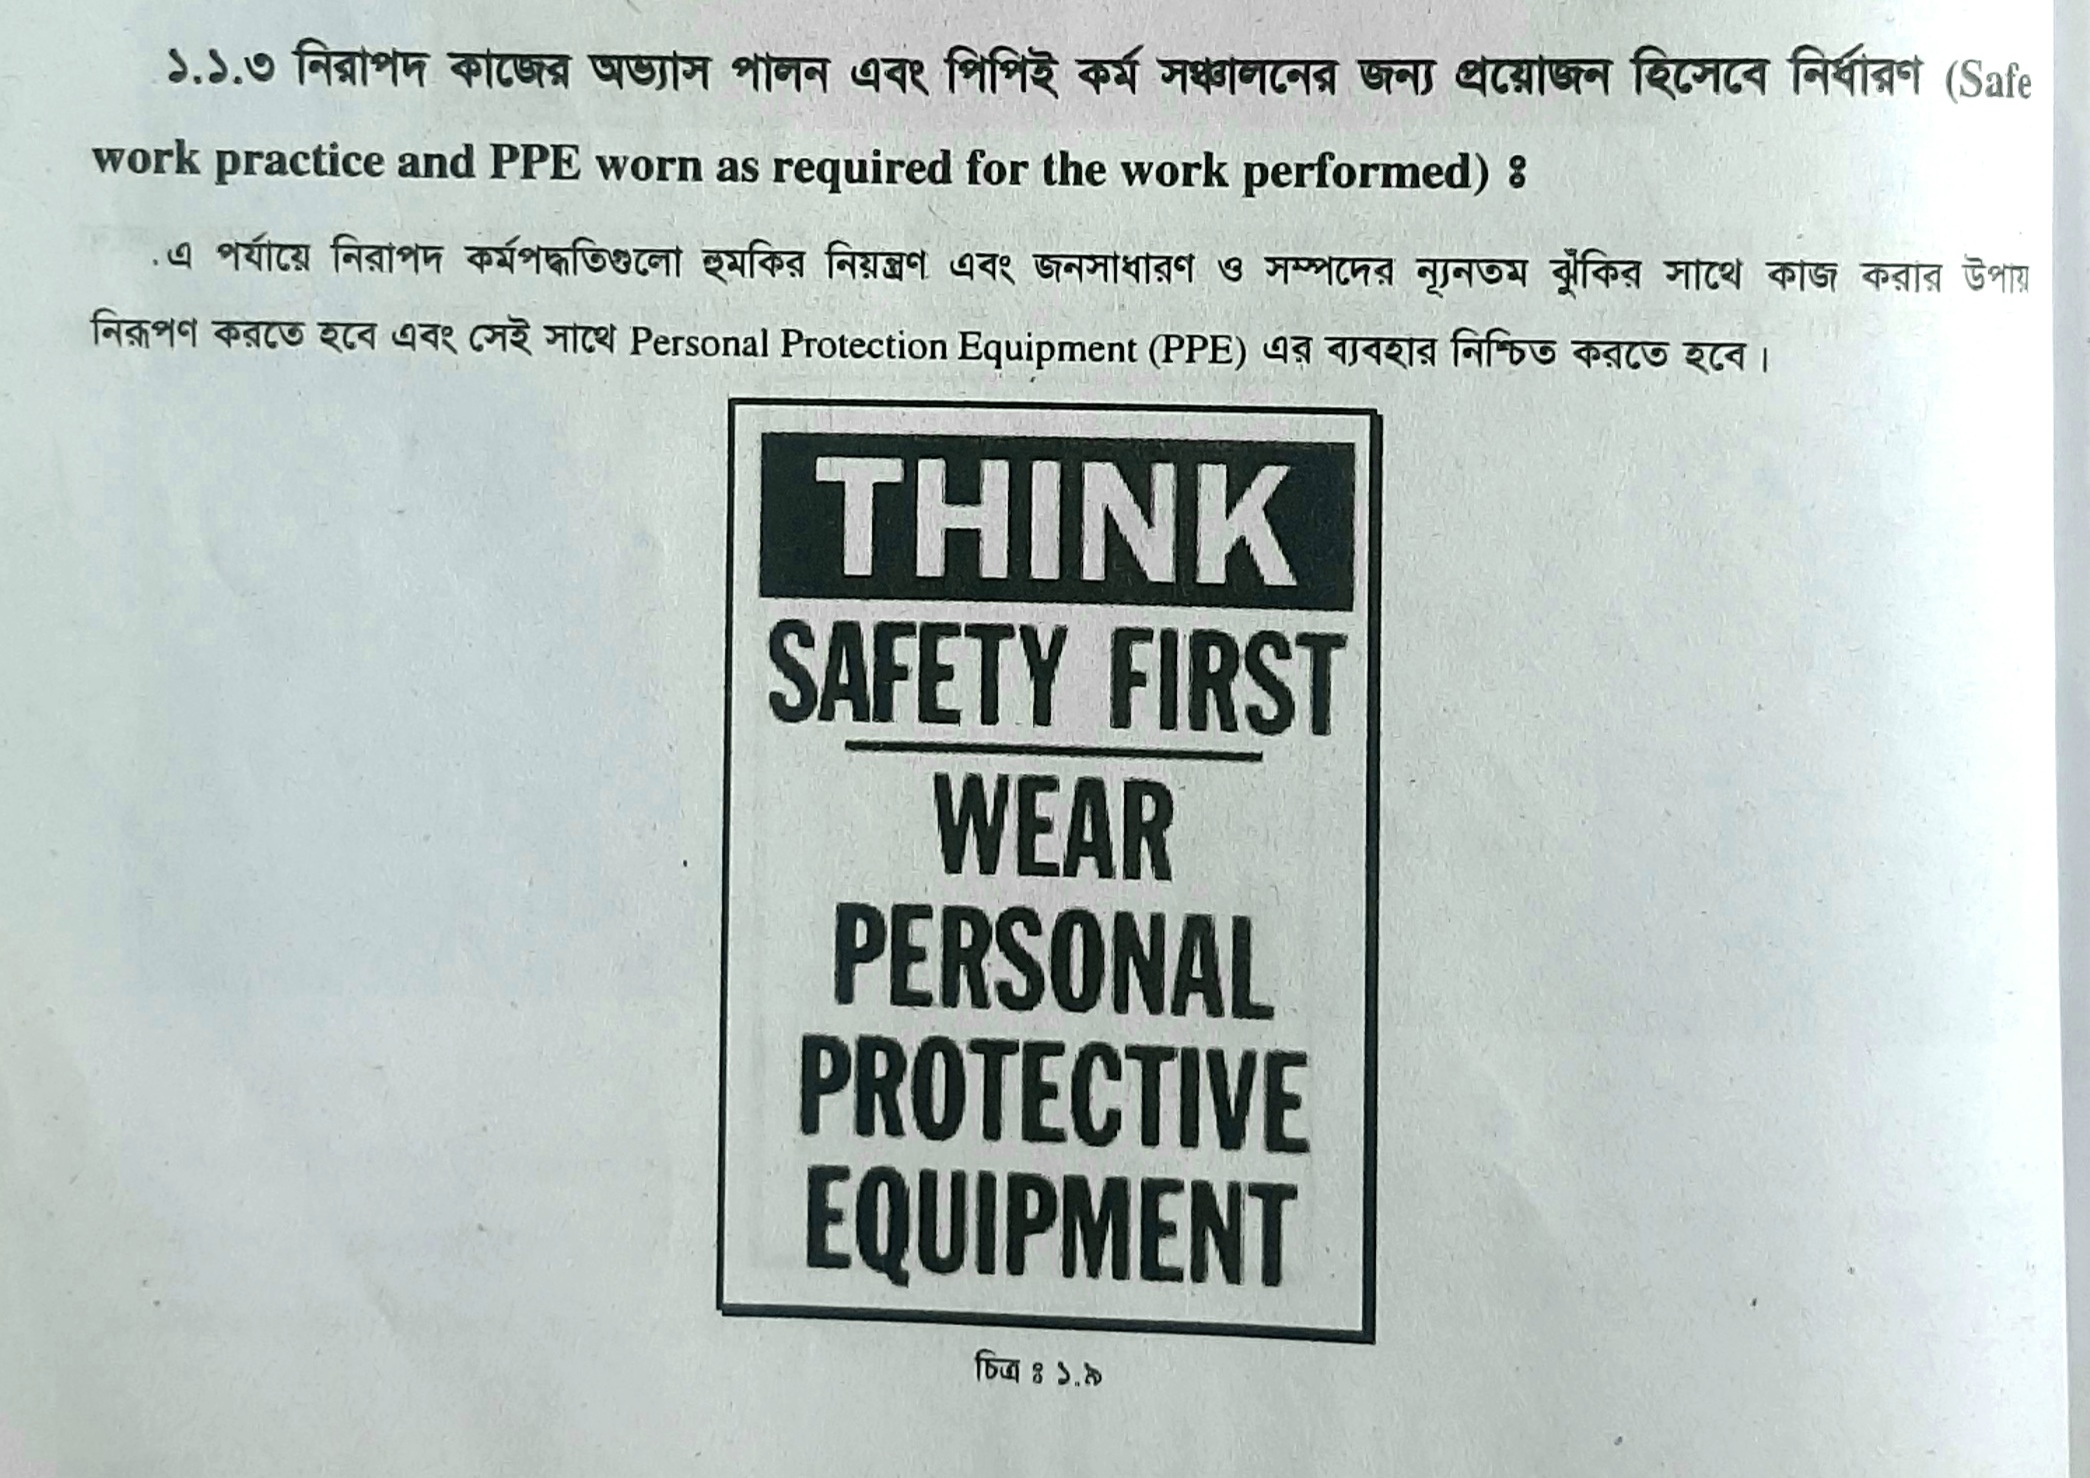 ১.১.৩ নিরাপদ কাজের অভ্যাস পালন এবং পিপিই কর্ম সঞ্চালনের জন্য প্রয়োজন হিসেবে নির্ধারণ (Safe
work practice and PPE worn as required for the work performed) ঃ
এ পর্যায়ে নিরাপদ কর্মপদ্ধতিগুলো হুমকির নিয়ন্ত্রণ এবং জনসাধারণ ও সম্পদের ন্যূনতম ঝুঁকির সাথে কাজ করার উপায়
নিরূপণ করতে হবে এবং সেই সাথে Personal Protection Equipment (PPE) এর ব্যবহার নিশ্চিত করতে হবে।
THINK
SAFETY FIRST
WEAR
PERSONAL
PROTECTIVE
EQUIPMENT
চিত্র ঃ ১.৯